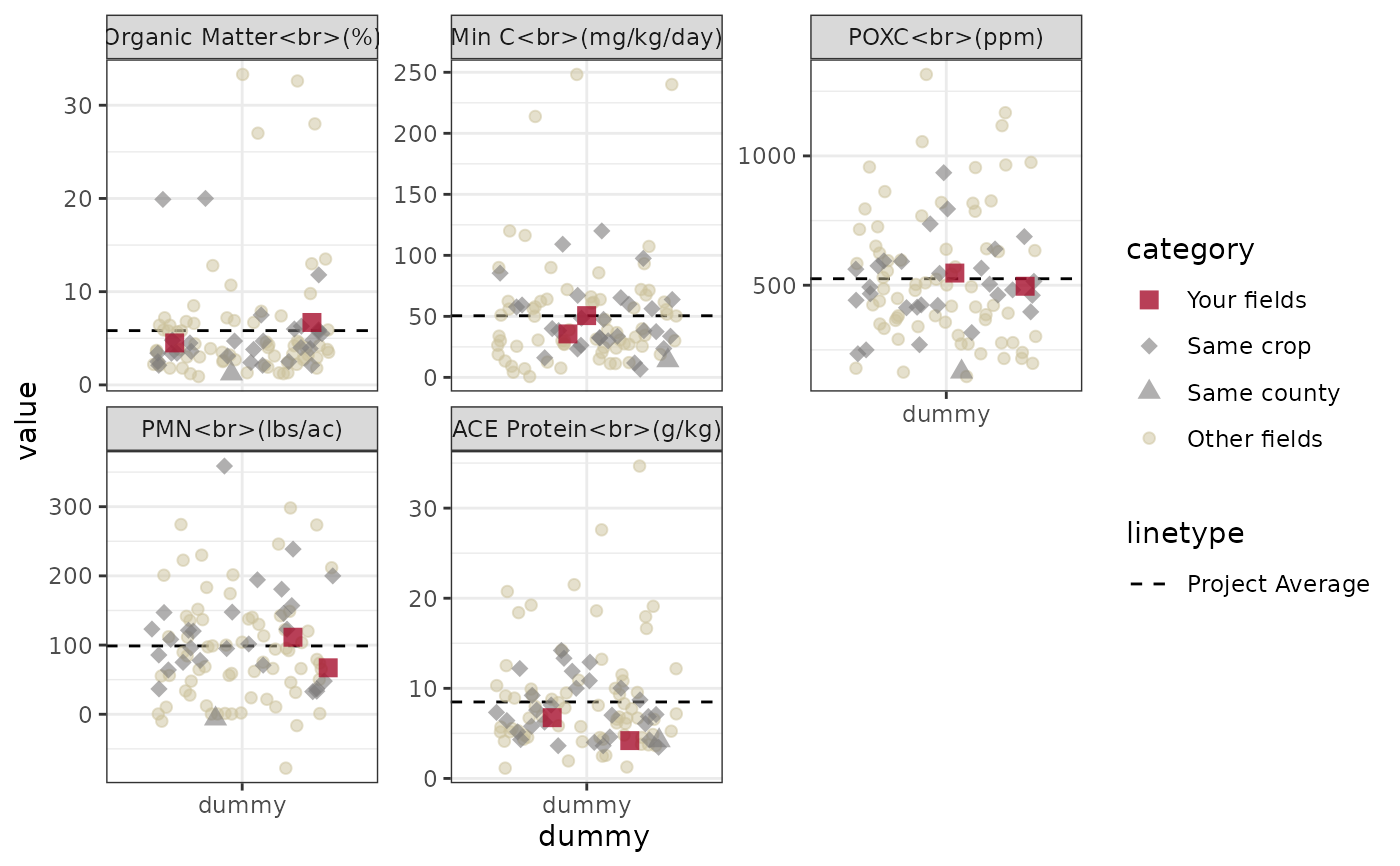 Organic Matter<br>(%)
Min C<br>(mg/kg/day)
POXC<br>(ppm)
30
20
10
0
250
200
150
100
50
0
1000
500
dummy
PMN<br>(lbs/ac)
ACE Protein<br>(g/kg)
300
200
100
0
30
20
10
0
dummy
dummy
dummy
value
category
Your fields
Same crop
Same county
Other fields
linetype
Project Average